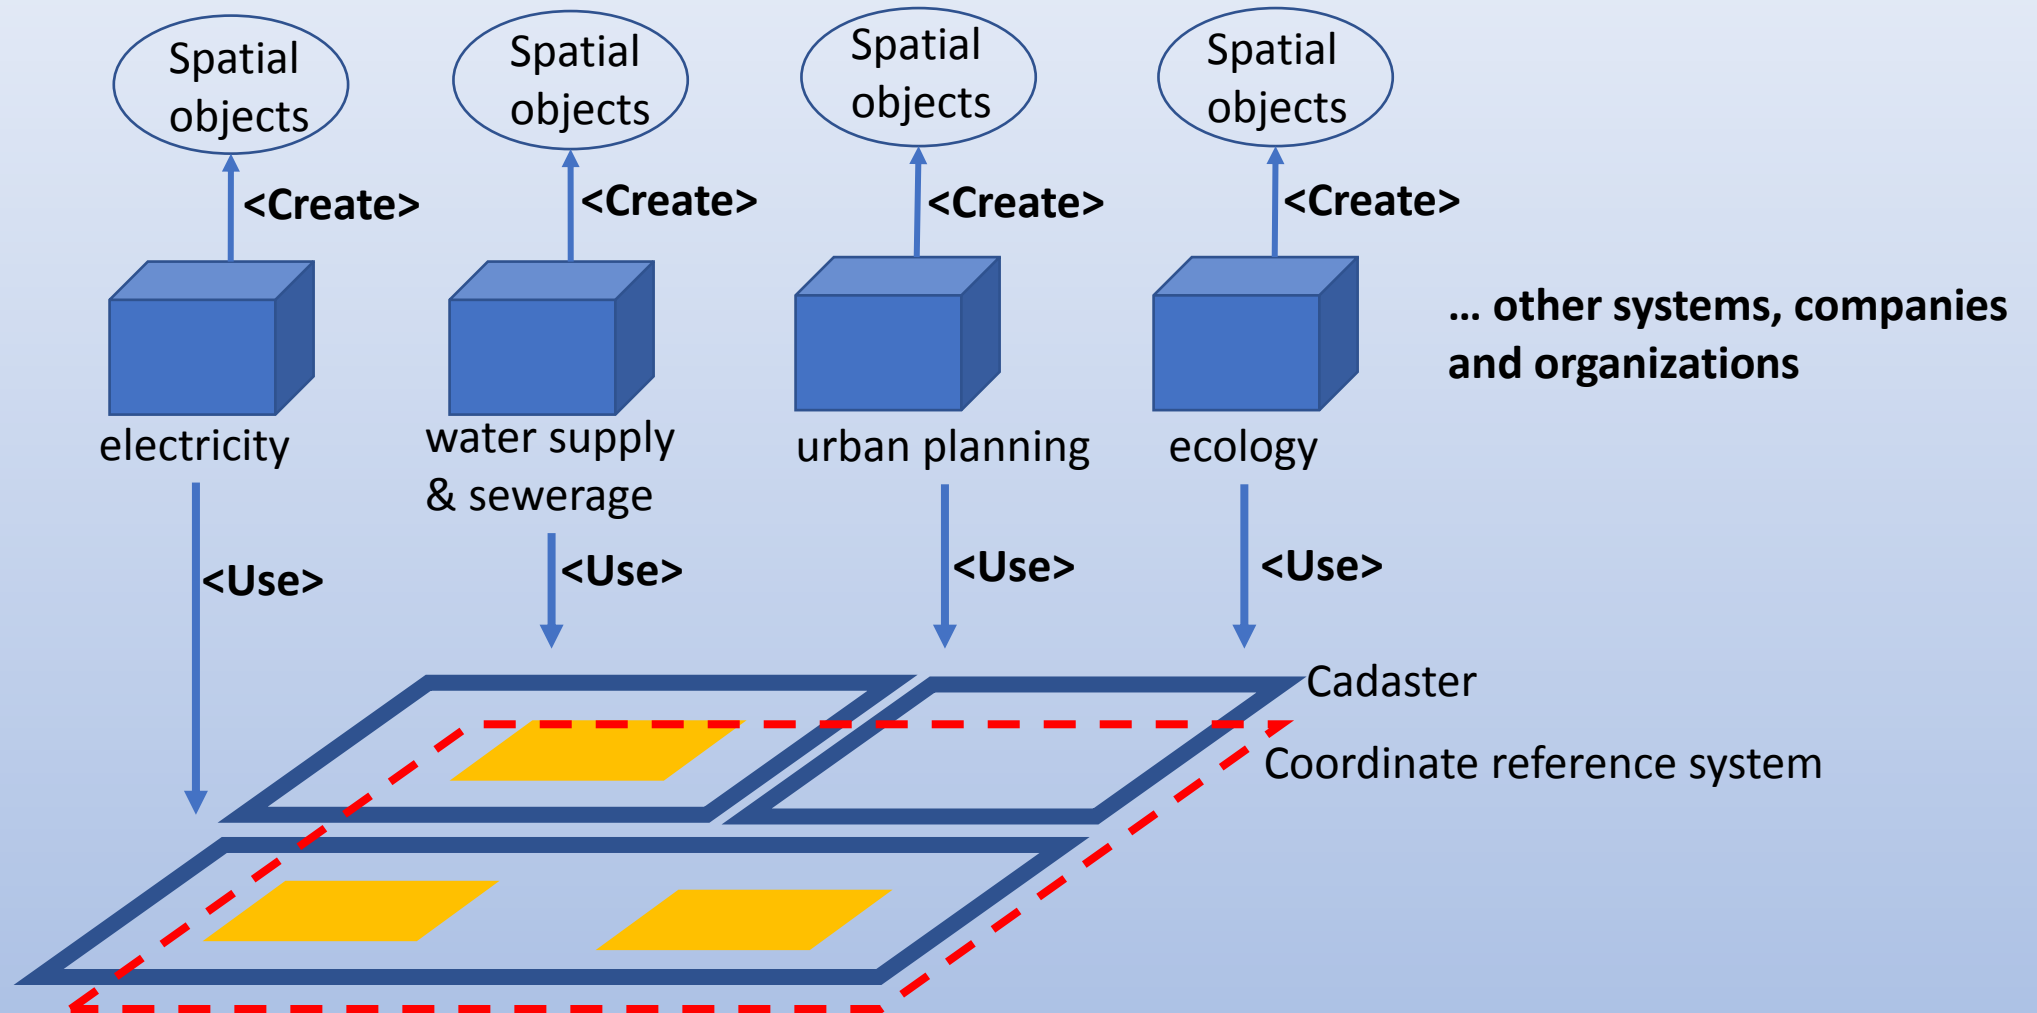 Spatial
objects
Spatial
objects
Spatial
objects
Spatial
objects
<Create>
<Create>
<Create>
<Create>
… other systems, companies
and organizations
electricity
water supply
& sewerage
urban planning
ecology
<Use>
<Use>
<Use>
<Use>
Cadaster
Coordinate reference system